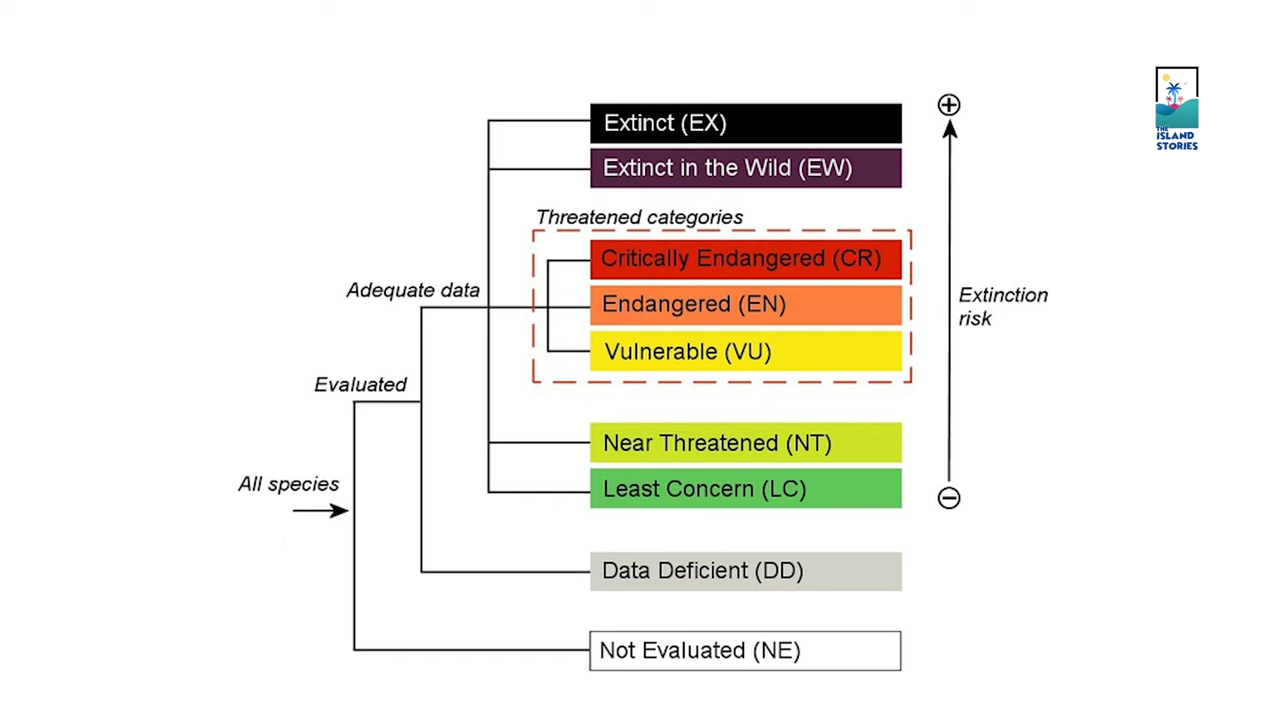 Extinct (EX)
Extinct in the Wild (EW)
Threatened categories
Critically Endangered (CR)
Adequate data
Endangered (EN)
Extinction
risk
Vulnerable (VU)
Evaluated
Near Threatened (NT)
All species
Least Concern (LC)
Data Deficient (DD)
Not Evaluated (NE)
THE
ISLAND
STORIES